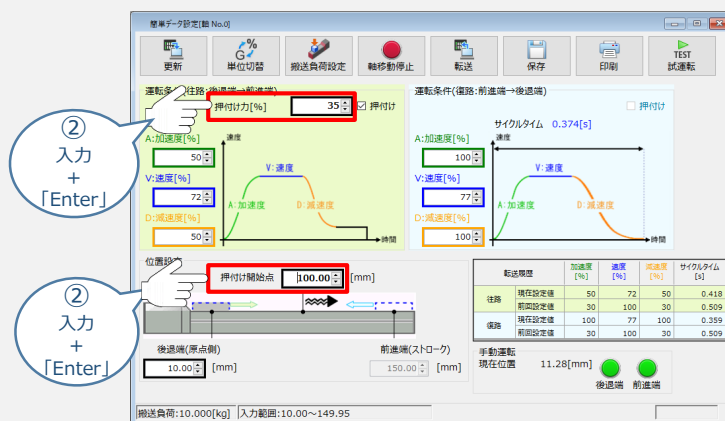 簡単データ設定[軸 No.0]
更新
単位切替
搬送負荷設定
軸移動停止
転送
保存
印刷
TEST
試運転
運転条件(往路:後退端→前進端)
押付け力[%] 35 押付け
A:加速度[%]
50
V:速度[%]
72
D:減速度[%]
50
速度
V:速度
A:加速度
D:減速度
時間
運転条件(復路:前進端→後退端)
押付け
サイクルタイム 0.374[s]
A:加速度[%]
100
V:速度[%]
77
D:減速度[%]
100
速度
V:速度
A:加速度
D:減速度
時間
②
入力
+
「Enter」
位置設定
押付け開始点 100.00 [mm]
後退端(原点側)
10.00 [mm]
前進端(ストローク)
150.00 [mm]
②
入力
+
「Enter」
転送履歴 加速度[%] 速度[%] 減速度[%] サイクルタイム[s]
往路 現在設定値 50 72 50 0.418
前回設定値 30 100 30 0.509
復路 現在設定値 100 77 100 0.359
前回設定値 30 100 30 0.509
手動運転
現在位置 11.28[mm]
後退端 前進端
搬送負荷:10.000[kg] 入力範囲:10.00～149.95